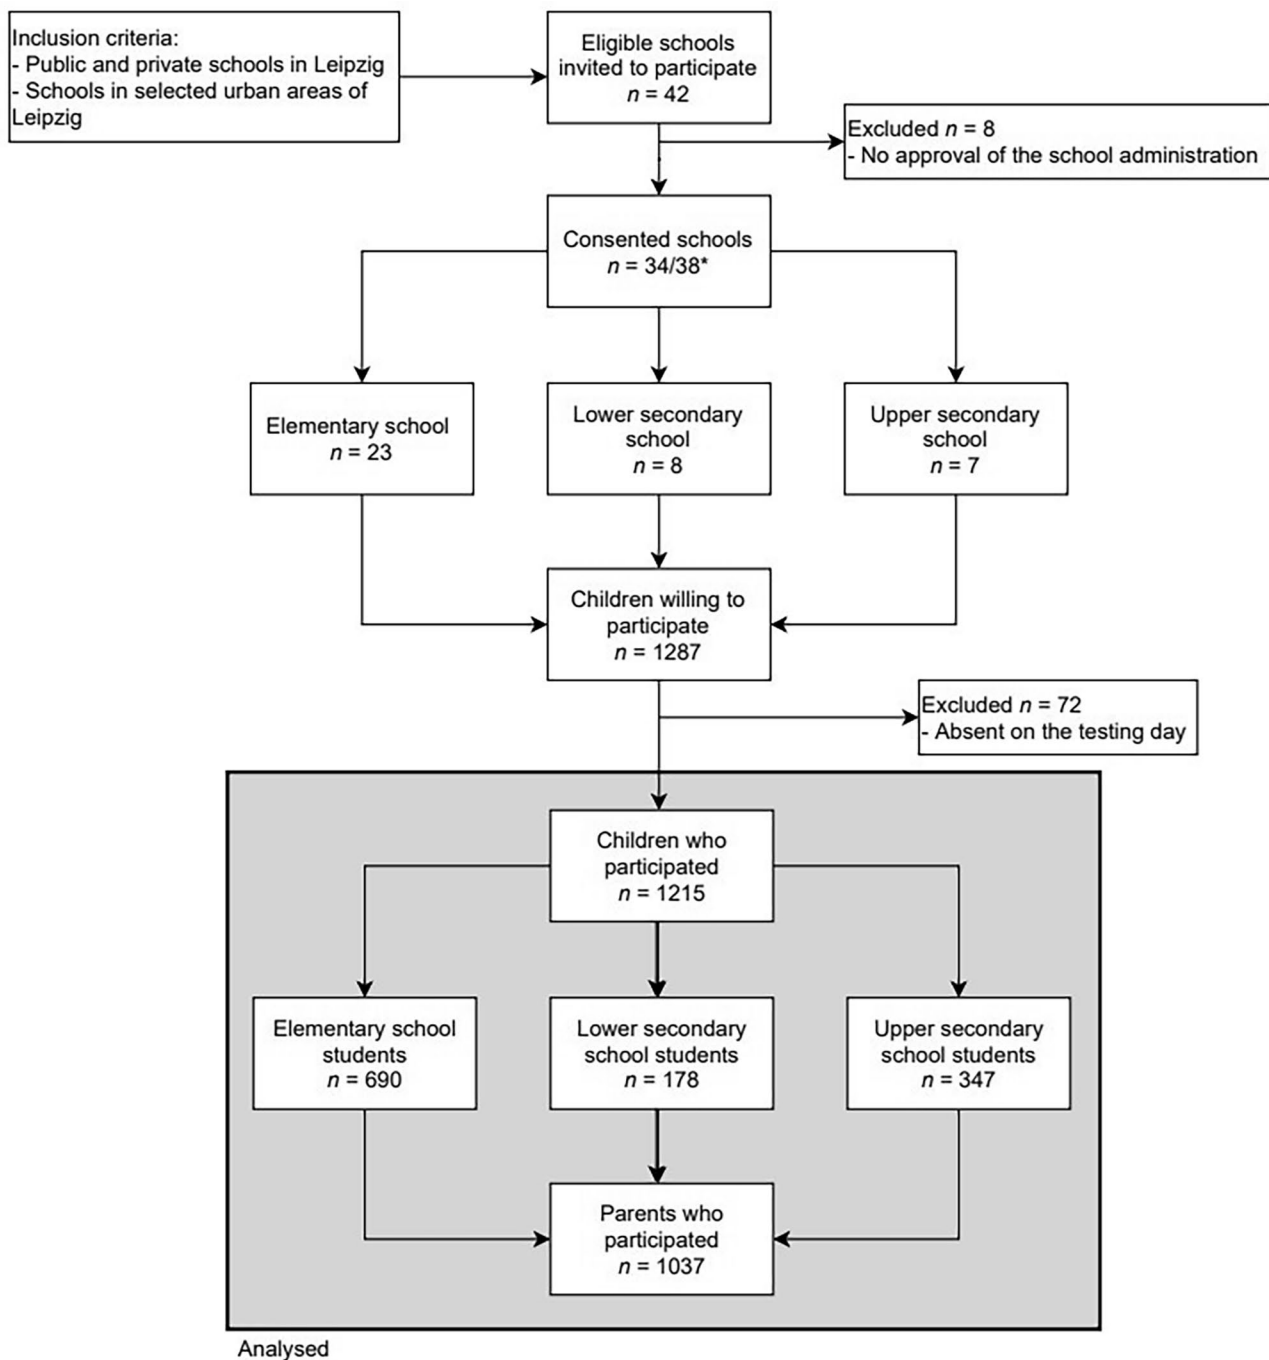 Inclusion criteria:
- Public and private schools in Leipzig
- Schools in selected urban areas of
Leipzig
Eligible schools
invited to participate
n = 42
Excluded n = 8
- No approval of the school administration
Consented schools
n = 34/38*
Elementary school
n = 23
Lower secondary
school
n = 8
Upper secondary
school
n = 7
Children willing to
participate
n = 1287
Excluded n = 72
- Absent on the testing day
Children who
participated
n = 1215
Elementary school
students
n = 690
Lower secondary
school students
n = 178
Upper secondary
school students
n = 347
Parents who
participated
n = 1037
Analysed